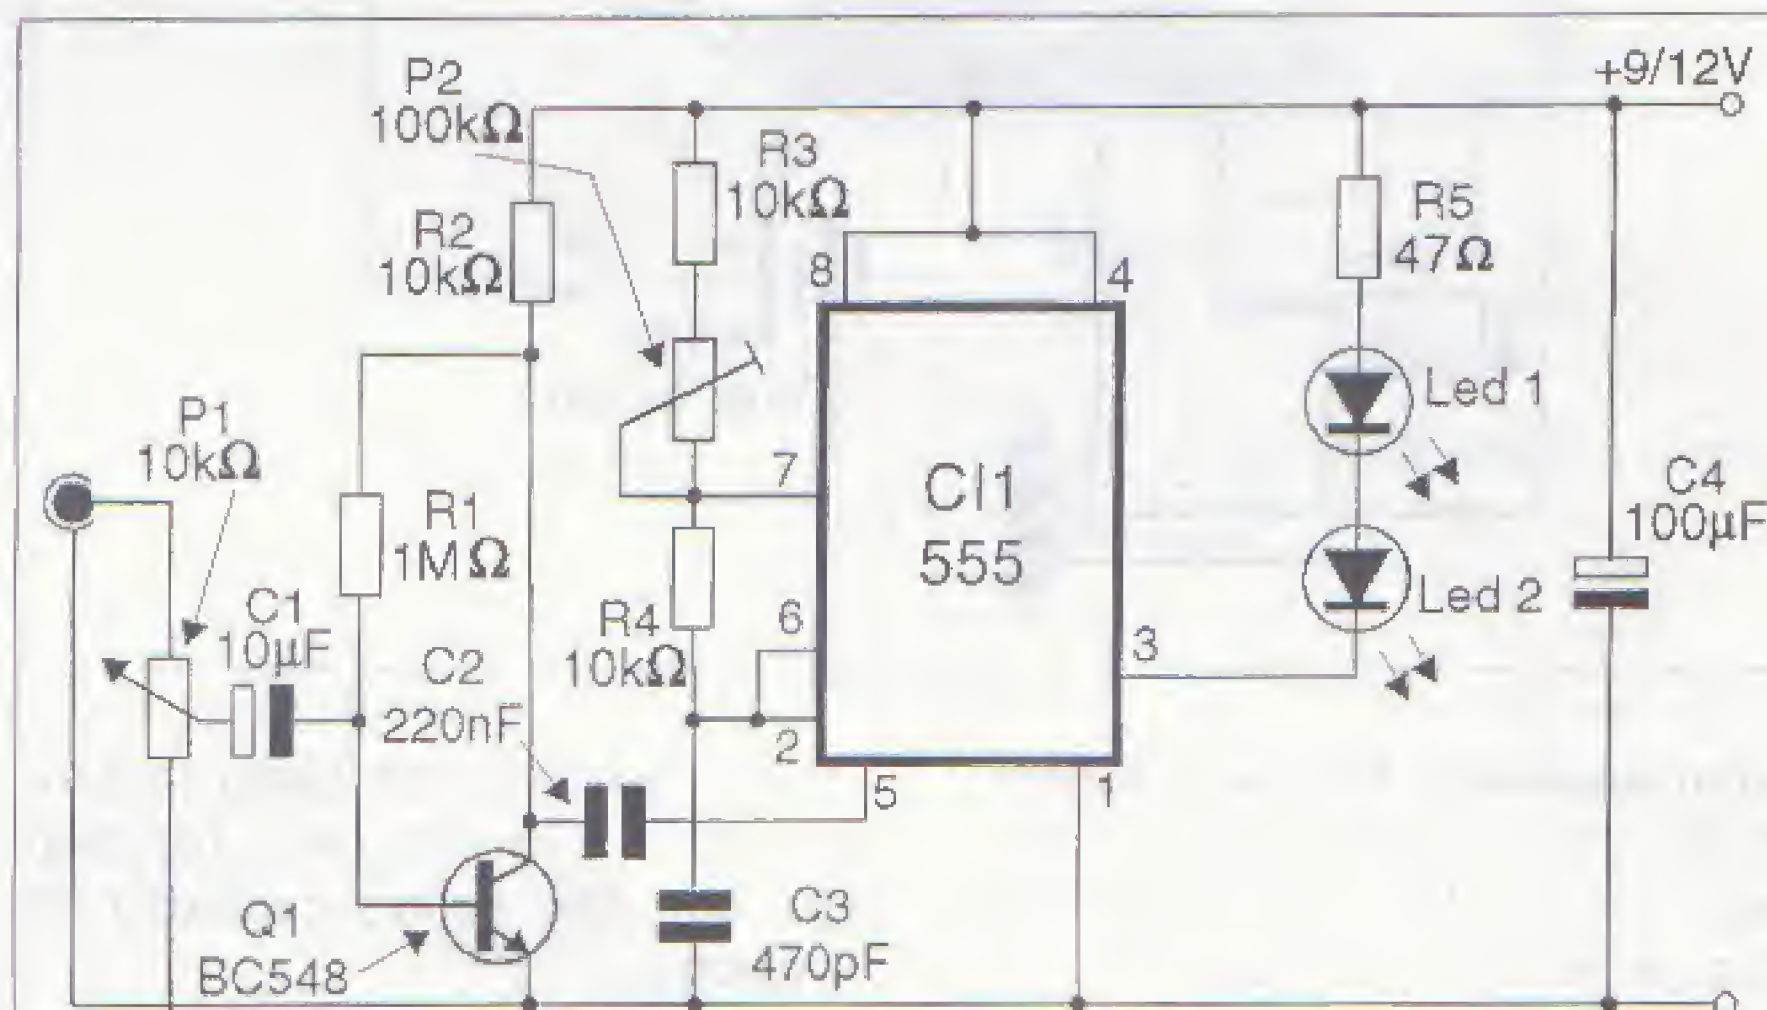 +9/12V
P2
100kΩ
R3
10kΩ
R2
10kΩ
R5
47Ω
8
4
Led 1
P1
10kΩ
7
CI1
555
C4
100µF
R1
1MΩ
Led 2
C1
10µF
R4
10kΩ
6
3
C2
220nF
2
5
1
Q1
BC548
C3
470pF